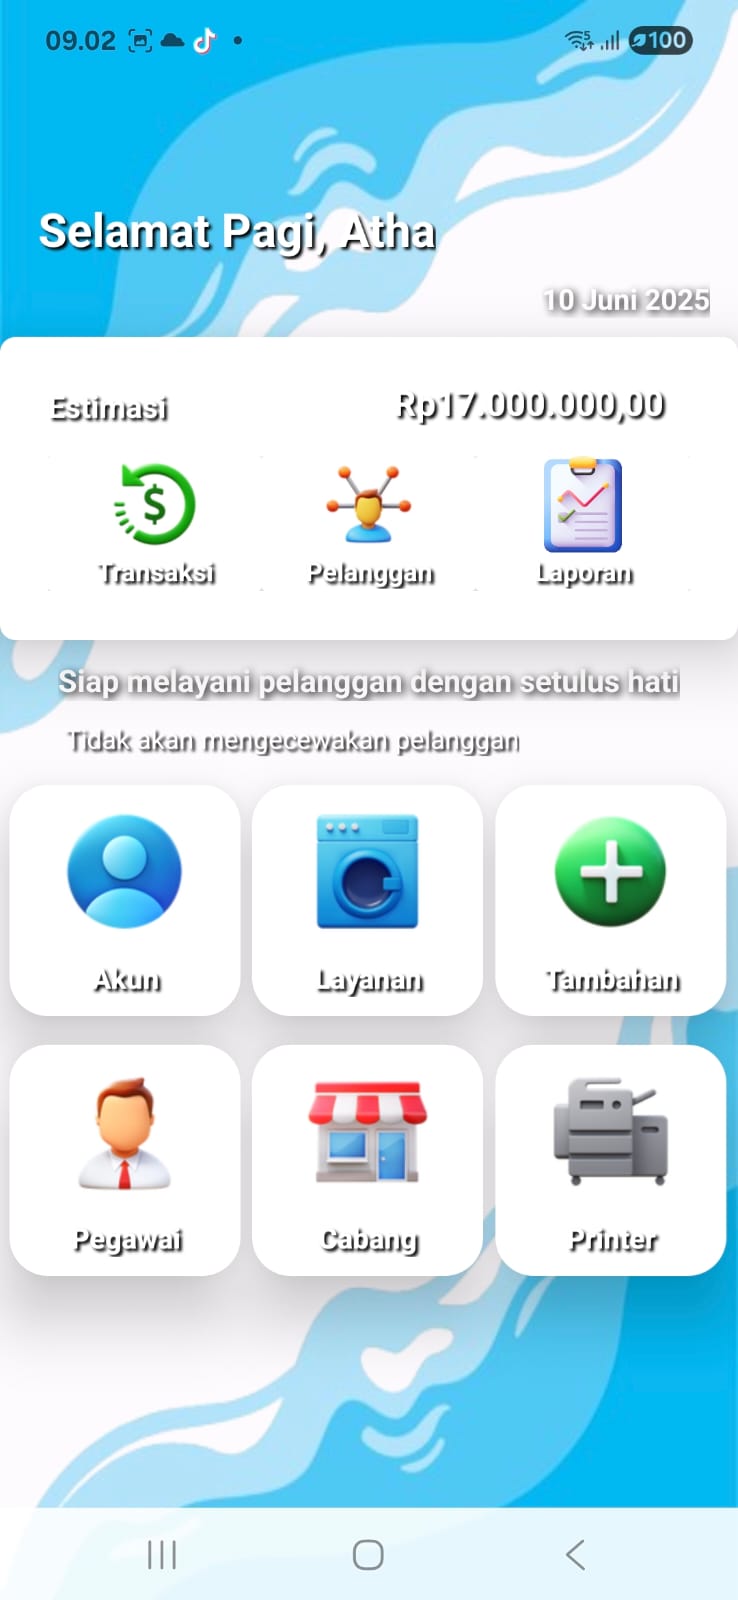 09.02
5
100
Selamat Pagi, Atha
10 Juni 2025
Estimasi
Rp17.000.000,00
$
Transaksi
Pelanggan
Laporan
Siap melayani pelanggan dengan setulus hati
Tidak akan mengecewakan pelanggan
Akun
Layanan
Tambahan
Pegawai
Cabang
Printer